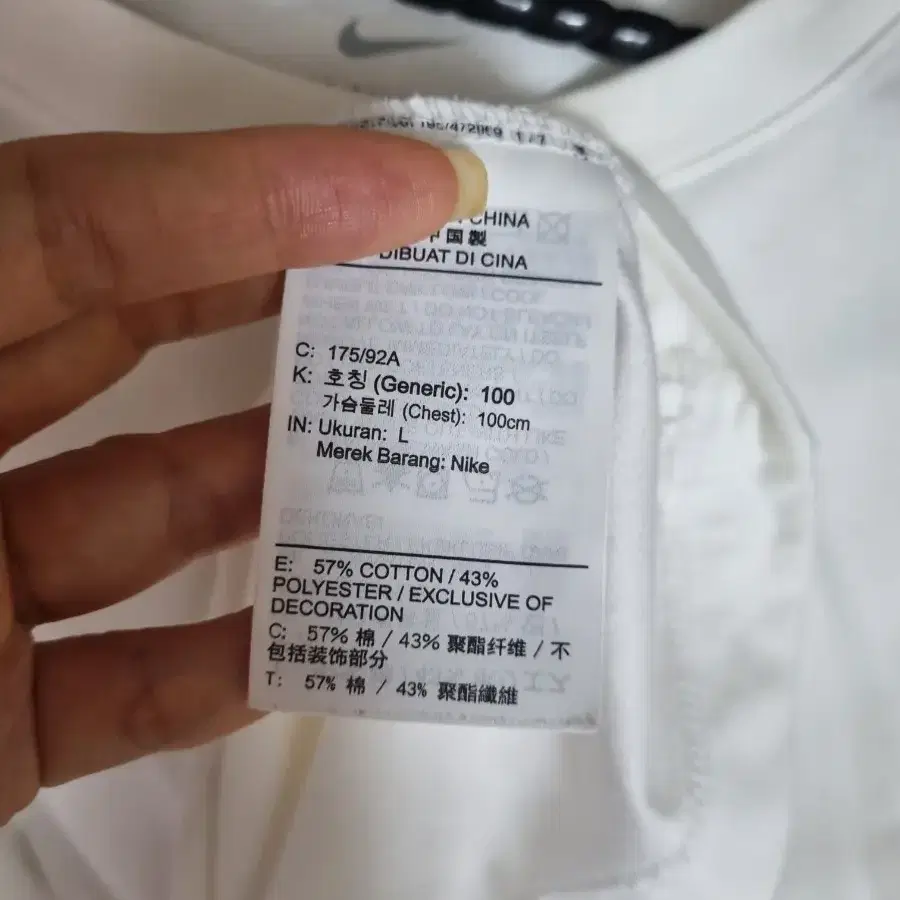 CHINA
中国製
DIBUAT DI CINA
C: 175/92A
K: 호칭 (Generic): 100
가슴둘레 (Chest): 100cm
IN: Ukuran: L
Merek Barang: Nike
E: 57% COTTON / 43%
POLYESTER / EXCLUSIVE OF
DECORATION
C: 57% 棉 / 43% 聚酯纤维 / 不
包括装饰部分
T: 57% 棉 / 43% 聚酯纖維